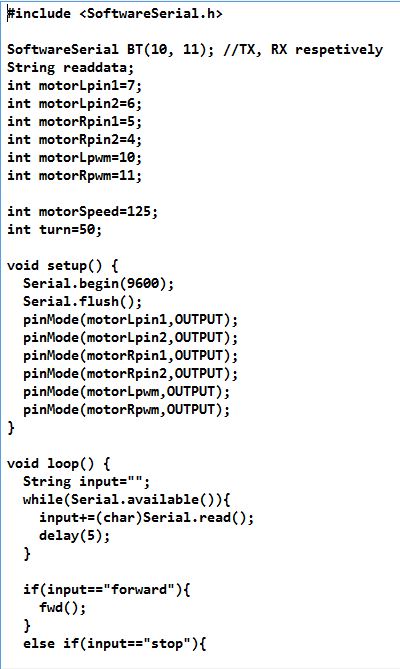 #include <SoftwareSerial.h>

SoftwareSerial BT(10, 11); //TX, RX respetively
String readdata;
int motorLpin1=7;
int motorLpin2=6;
int motorRpin1=5;
int motorRpin2=4;
int motorLpwm=10;
int motorRpwm=11;

int motorSpeed=125;
int turn=50;

void setup() {
  Serial.begin(9600);
  Serial.flush();
  pinMode(motorLpin1,OUTPUT);
  pinMode(motorLpin2,OUTPUT);
  pinMode(motorRpin1,OUTPUT);
  pinMode(motorRpin2,OUTPUT);
  pinMode(motorLpwm,OUTPUT);
  pinMode(motorRpwm,OUTPUT);
}

void loop() {
  String input="";
  while(Serial.available()){
    input+=(char)Serial.read();
    delay(5);
  }

  if(input=="forward"){
    fwd();
  }
  else if(input=="stop"){